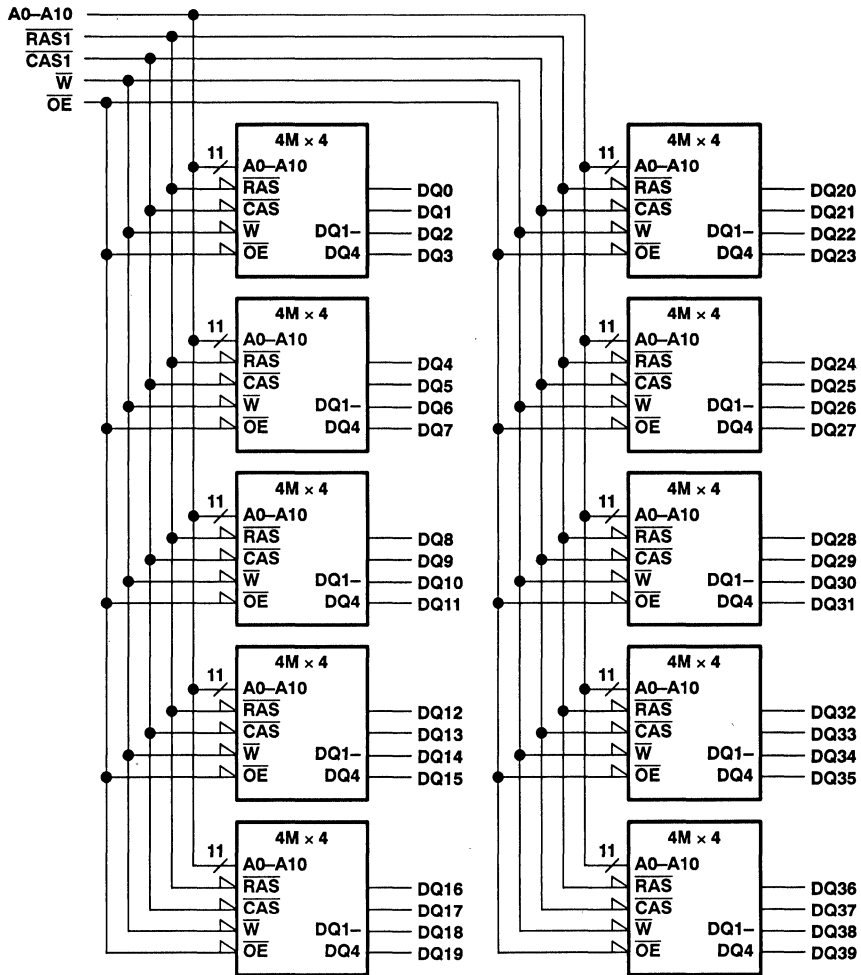 A0–A10
RAS1
CAS1
W
OE
4M × 4
11
A0–A10
RAS
CAS
W
OE
DQ1–
DQ4
DQ0
DQ1
DQ2
DQ3
4M × 4
11
A0–A10
RAS
CAS
W
OE
DQ1–
DQ4
DQ20
DQ21
DQ22
DQ23
4M × 4
11
A0–A10
RAS
CAS
W
OE
DQ1–
DQ4
DQ4
DQ5
DQ6
DQ7
4M × 4
11
A0–A10
RAS
CAS
W
OE
DQ1–
DQ4
DQ24
DQ25
DQ26
DQ27
4M × 4
11
A0–A10
RAS
CAS
W
OE
DQ1–
DQ4
DQ8
DQ9
DQ10
DQ11
4M × 4
11
A0–A10
RAS
CAS
W
OE
DQ1–
DQ4
DQ28
DQ29
DQ30
DQ31
4M × 4
11
A0–A10
RAS
CAS
W
OE
DQ1–
DQ4
DQ12
DQ13
DQ14
DQ15
4M × 4
11
A0–A10
RAS
CAS
W
OE
DQ1–
DQ4
DQ32
DQ33
DQ34
DQ35
4M × 4
11
A0–A10
RAS
CAS
W
OE
DQ1–
DQ4
DQ16
DQ17
DQ18
DQ19
4M × 4
11
A0–A10
RAS
CAS
W
OE
DQ1–
DQ4
DQ36
DQ37
DQ38
DQ39